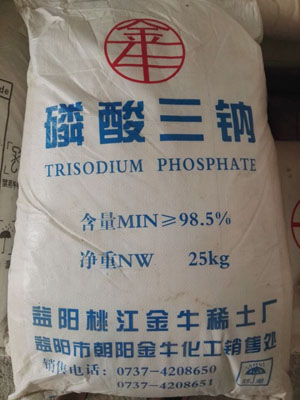 金牛
磷酸三钠
TRISODIUM PHOSPHATE
含量MIN≥98.5%
净重NW 25kg
益阳桃江金牛稀土厂
益阳市朝阳金牛化工销售处
销售电话：0737-4208650
0737-4208651